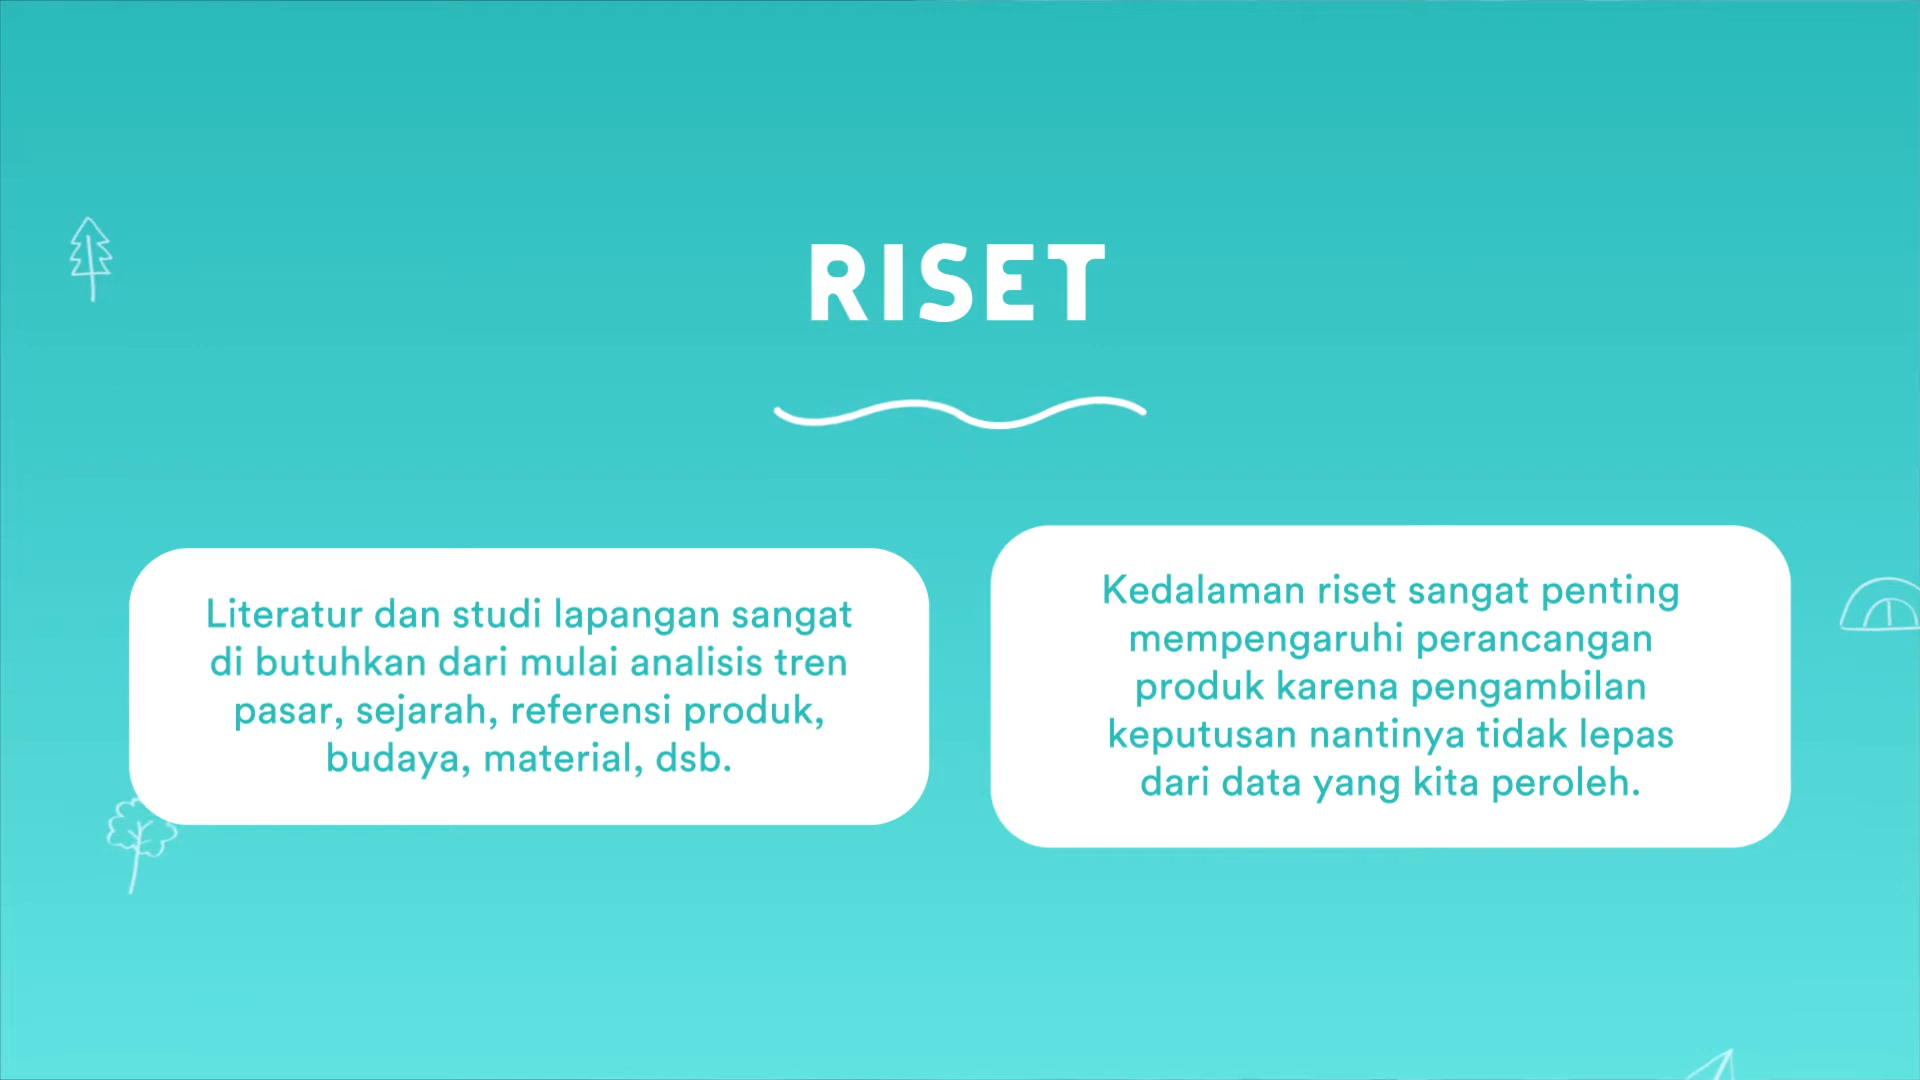 RISET
Literatur dan studi lapangan sangat
di butuhkan dari mulai analisis tren
pasar, sejarah, referensi produk,
budaya, material, dsb.
Kedalaman riset sangat penting
mempengaruhi perancangan
produk karena pengambilan
keputusan nantinya tidak lepas
dari data yang kita peroleh.